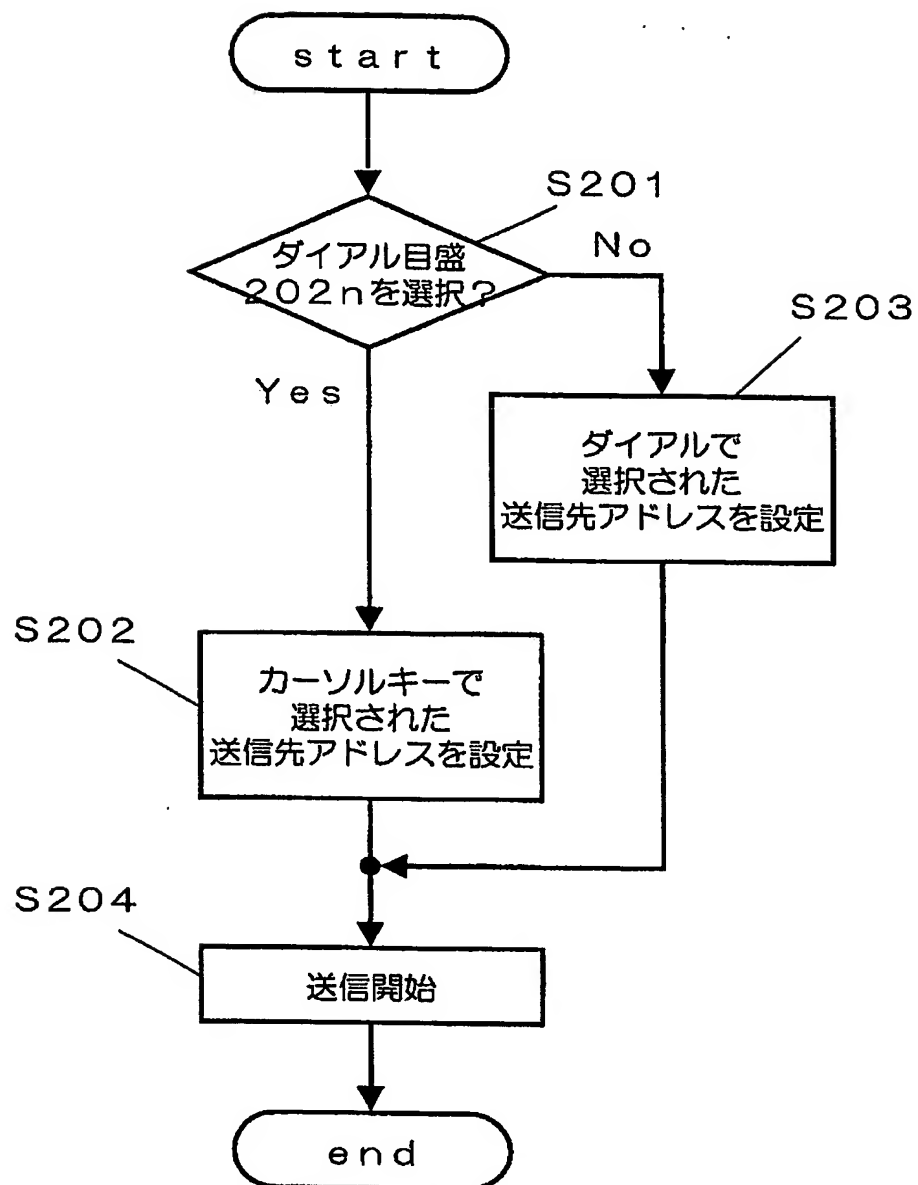 start
S201
ダイアル目盛
202nを選択?
No
S203
Yes
ダイアルで
選択された
送信先アドレスを設定
S202
カーソルキーで
選択された
送信先アドレスを設定
S204
送信開始
end